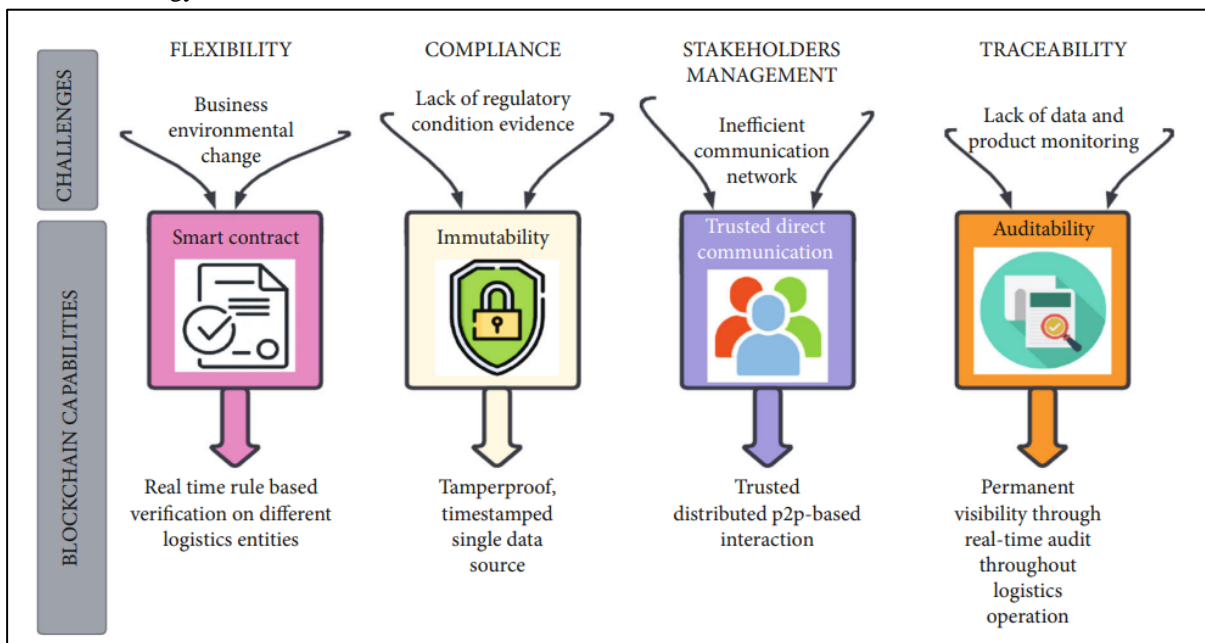 FLEXIBILITY
COMPLIANCE
STAKEHOLDERS
MANAGEMENT
TRACEABILITY
CHALLENGES
Business
environmental
change
Lack of regulatory
condition evidence
Inefficient
communication
network
Lack of data and
product monitoring
BLOCKCHAIN CAPABILITIES
Smart contract
Immutability
Trusted direct
communication
Auditability
Real time rule based
verification on different
logistics entities
Tamperproof,
timestamped
single data
source
Trusted
distributed p2p-based
interaction
Permanent
visibility through
real-time audit
throughout
logistics
operation